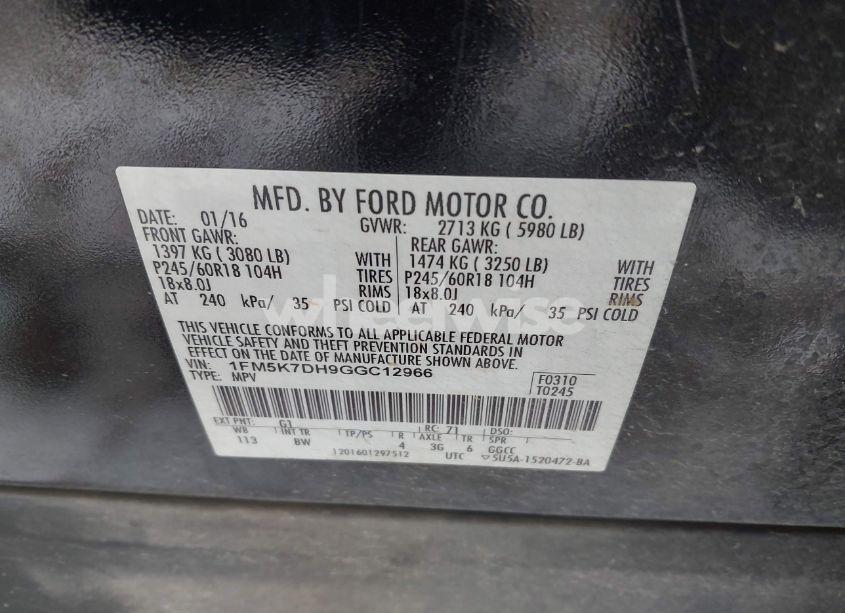 MFD. BY FORD MOTOR CO.
DATE: 01/16 GVWR: 2713 KG ( 5980 LB)
FRONT GAWR: REAR GAWR:
1397 KG ( 3080 LB) WITH 1474 KG ( 3250 LB) WITH
P245/60R18 104H TIRES P245/60R18 104H TIRES
18x8.0J RIMS 18x8.0J RIMS
AT 240 kPa/ 35 PSI COLD AT 240 kPa/ 35 PSI COLD
wheelwise
THIS VEHICLE CONFORMS TO ALL APPLICABLE FEDERAL MOTOR
VEHICLE SAFETY AND THEFT PREVENTION STANDARDS IN
EFFECT ON THE DATE OF MANUFACTURE SHOWN ABOVE.
VIN: 1FM5K7DH9GGC12966 F0310
TYPE: MPV T0245
EXT PNT: G1 RC: 71 DSO:
WB INT TR TP/PS R AXLE TR SPR
113 BW 4 3G 6 GGCC
1201601297512 UTC ▽5U5A-1520472-BA